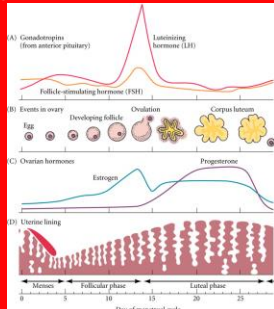 (A) Gonadotropins
(from anterior pituitary)
Luteinizing
hormone (LH)
Follicle-stimulating hormone (FSH)
(B) Events in ovary
Ovulation
Corpus luteum
Developing follicle
Egg
(C) Ovarian hormones
Progesterone
Estrogen
(D) Uterine lining
Menses
Follicular phase
Luteal phase
0 5 10 15 20 25